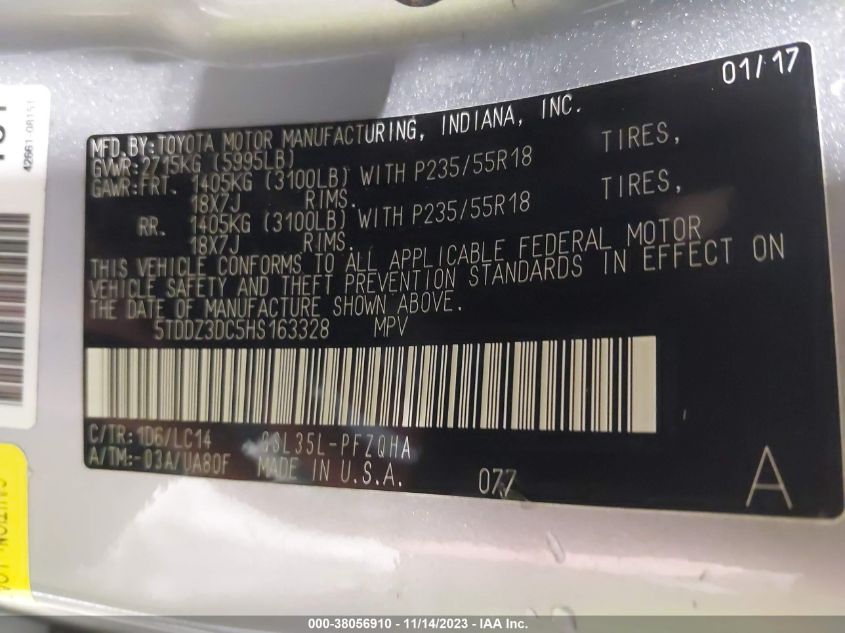 01/17
MFD.BY:TOYOTA MOTOR MANUFACTURING, INDIANA, INC.
GVWR:2715KG (5995LB)
GAWR:FRT. 1405KG (3100LB) WITH P235/55R18 TIRES,
18X7J RIMS.
RR. 1405KG (3100LB) WITH P235/55R18 TIRES,
18X7J RIMS.
THIS VEHICLE CONFORMS TO ALL APPLICABLE FEDERAL MOTOR
VEHICLE SAFETY AND THEFT PREVENTION STANDARDS IN EFFECT ON
THE DATE OF MANUFACTURE SHOWN ABOVE.
5TDDZ3DC5HS163328 MPV
C/TR:1D6/LC14 GSL35L-PFZQHA
A/TM:-03A/UA80F MADE IN U.S.A. 077 A
000-38056910 - 11/14/2023 - IAA Inc.